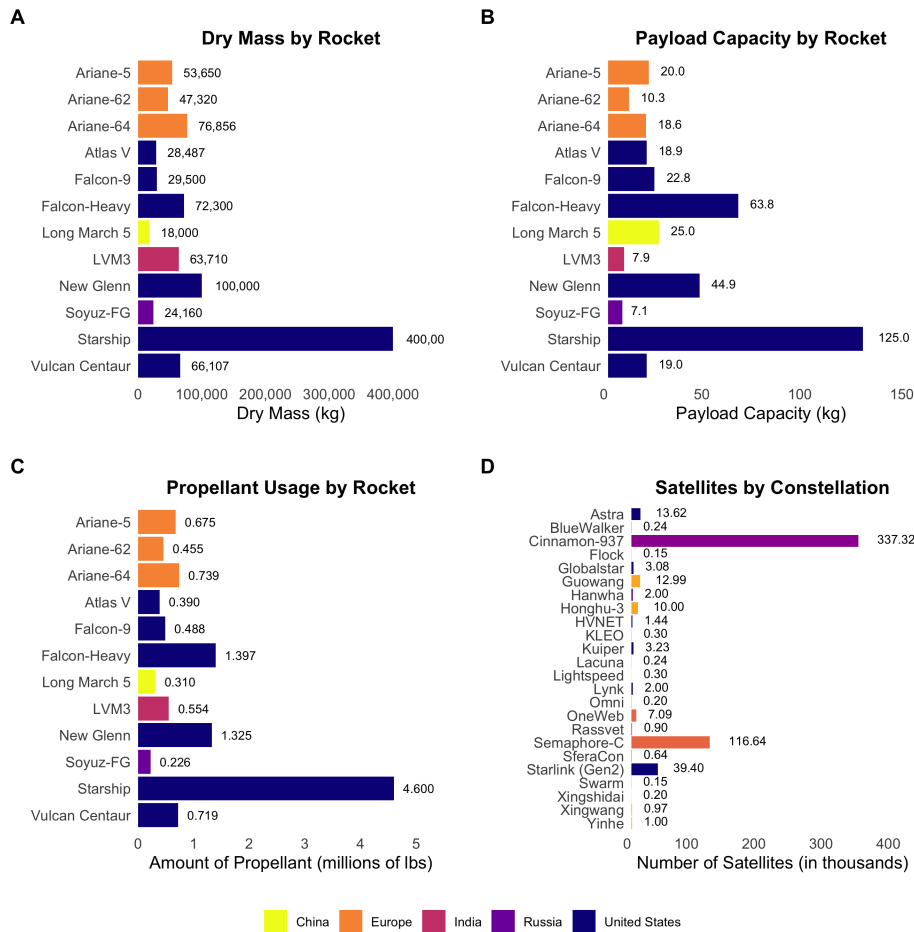 A
Dry Mass by Rocket
Ariane-5 53,650
Ariane-62 47,320
Ariane-64 76,856
Atlas V 28,487
Falcon-9 29,500
Falcon-Heavy 72,300
Long March 5 18,000
LVM3 63,710
New Glenn 100,000
Soyuz-FG 24,160
Starship 400,00
Vulcan Centaur 66,107
0 100,000 200,000 300,000 400,000
Dry Mass (kg)
B
Payload Capacity by Rocket
Ariane-5 20.0
Ariane-62 10.3
Ariane-64 18.6
Atlas V 18.9
Falcon-9 22.8
Falcon-Heavy 63.8
Long March 5 25.0
LVM3 7.9
New Glenn 44.9
Soyuz-FG 7.1
Starship 125.0
Vulcan Centaur 19.0
0 50 100 150
Payload Capacity (kg)
C
Propellant Usage by Rocket
Ariane-5 0.675
Ariane-62 0.455
Ariane-64 0.739
Atlas V 0.390
Falcon-9 0.488
Falcon-Heavy 1.397
Long March 5 0.310
LVM3 0.554
New Glenn 1.325
Soyuz-FG 0.226
Starship 4.600
Vulcan Centaur 0.719
0 1 2 3 4 5
Amount of Propellant (millions of lbs)
D
Satellites by Constellation
Astra 13.62
BlueWalker 0.24
Cinnamon-937 337.32
Flock 0.15
Globalstar 3.08
Guowang 12.99
Hanwha 2.00
Honghu-3 10.00
HVNET 1.44
KLEO 0.30
Kuiper 3.23
Lacuna 0.24
Lightspeed 0.30
Lynk 2.00
Omni 0.20
OneWeb 7.09
Rassvet 0.90
Semaphore-C 116.64
SferaCon 0.64
Starlink (Gen2) 39.40
Swarm 0.15
Xingshidai 0.20
Xingwang 0.97
Yinhe 1.00
0 100 200 300 400
Number of Satellites (in thousands)
China Europe India Russia United States